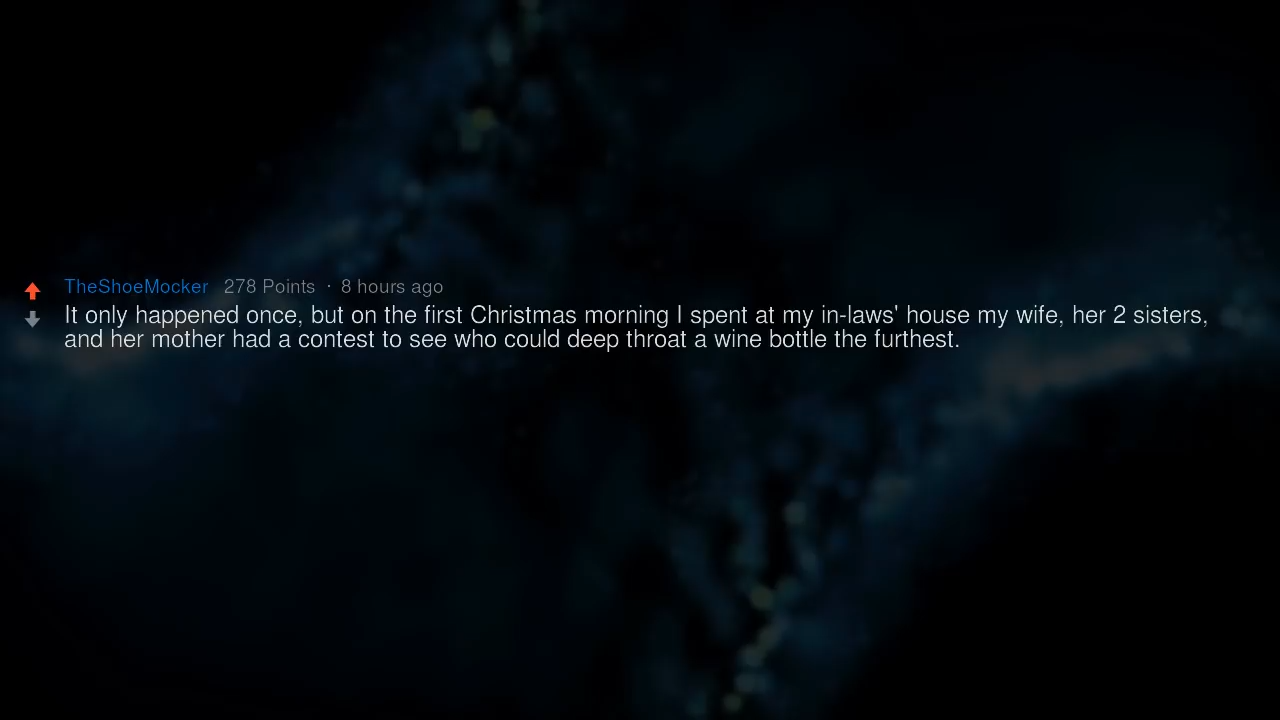 TheShoeMocker 278 Points · 8 hours ago
It only happened once, but on the first Christmas morning I spent at my in-laws' house my wife, her 2 sisters,
and her mother had a contest to see who could deep throat a wine bottle the furthest.